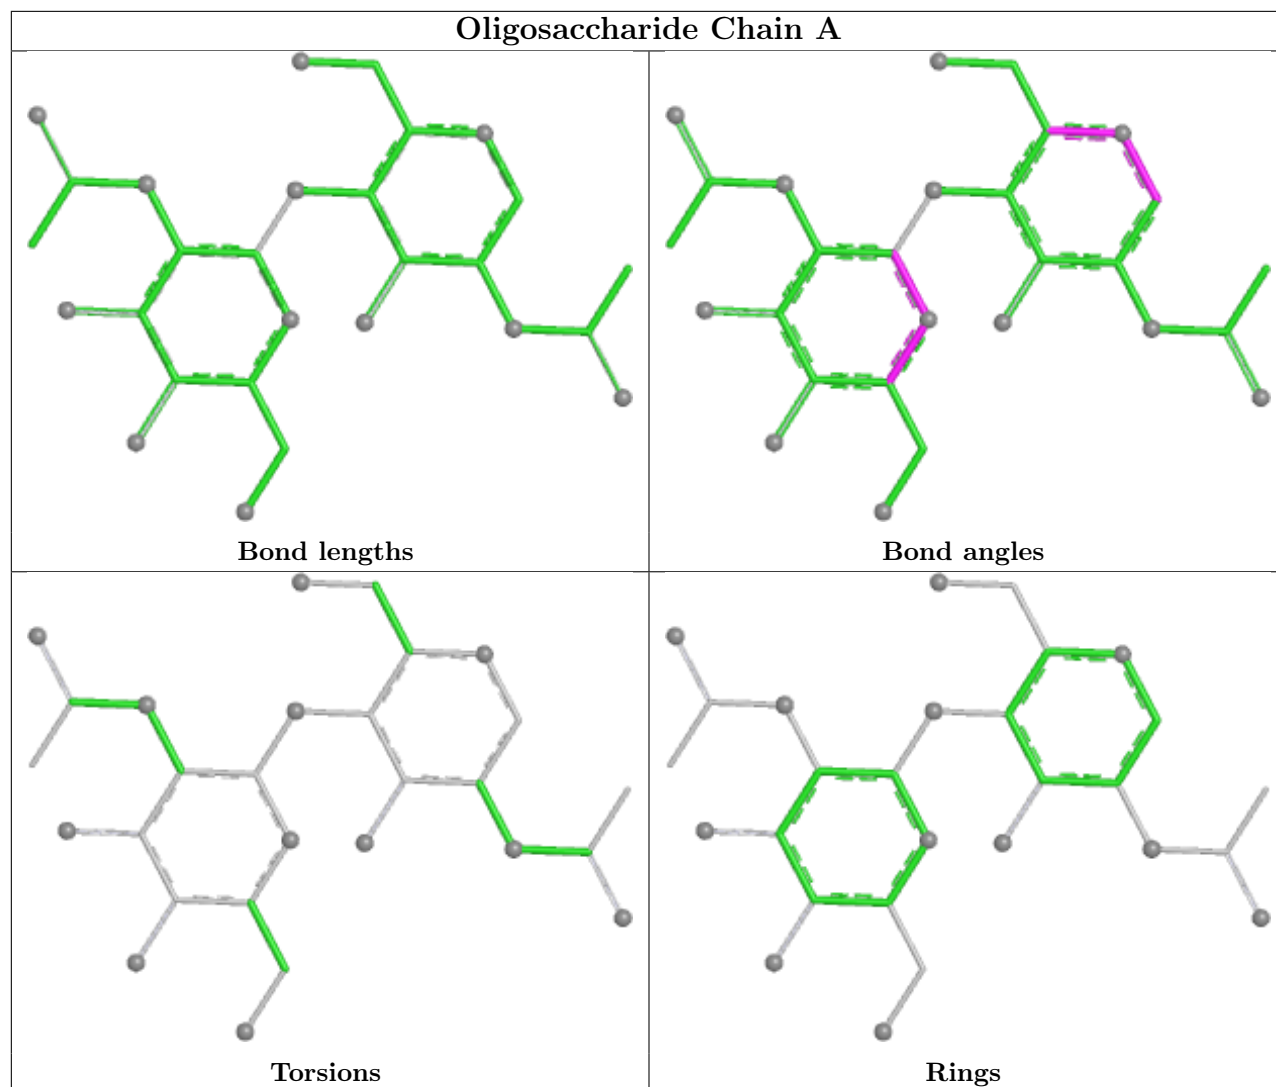 Oligosaccharide Chain A
Bond lengths
Bond angles
Torsions
Rings